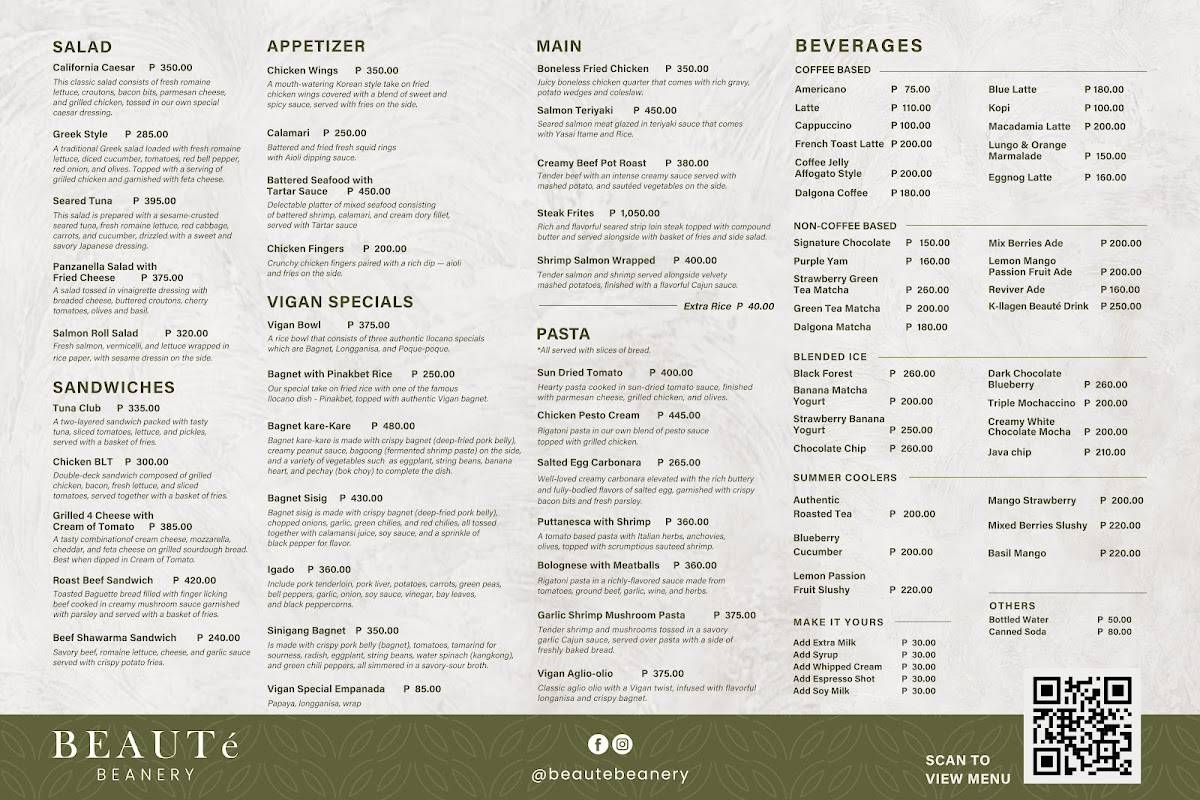 SALAD
California Caesar P 350.00
This classic salad consists of fresh romaine
lettuce, croutons, bacon bits, parmesan cheese,
and grilled chicken, tossed in our own special
caesar dressing.
Greek Style P 285.00
A traditional Greek salad loaded with fresh romaine
lettuce, diced cucumber, tomatoes, red bell pepper,
red onion, and olives. Topped with a serving of
grilled chicken and garnished with feta cheese.
Seared Tuna P 395.00
This salad is prepared with a sesame-crusted
seared tuna, fresh romaine lettuce, red cabbage,
carrots, and cucumber, drizzled with a sweet and
savory Japanese dressing.
Panzanella Salad with
Fried Cheese P 375.00
A salad tossed in vinaigrette dressing with
breaded cheese, buttered croutons, cherry
tomatoes, olives and basil.
Salmon Roll Salad P 320.00
Fresh salmon, vermicelli, and lettuce wrapped in
rice paper, with sesame dressin on the side.
SANDWICHES
Tuna Club P 335.00
A two-layered sandwich packed with tasty
tuna, sliced tomatoes, lettuce, and pickles,
served with a basket of fries.
Chicken BLT P 300.00
Double-deck sandwich composed of grilled
chicken, bacon, fresh lettuce, and sliced
tomatoes, served together with a basket of fries.
Grilled 4 Cheese with
Cream of Tomato P 385.00
A tasty combinationof cream cheese, mozzarella,
cheddar, and feta cheese on grilled sourdough bread.
Best when dipped in Cream of Tomato.
Roast Beef Sandwich P 420.00
Toasted Baguette bread filled with finger licking
beef cooked in creamy mushroom sauce garnished
with parsley and served with a basket of fries.
Beef Shawarma Sandwich P 240.00
Savory beef, romaine lettuce, cheese, and garlic sauce
served with crispy potato fries.
APPETIZER
Chicken Wings P 350.00
A mouth-watering Korean style take on fried
chicken wings covered with a blend of sweet and
spicy sauce, served with fries on the side.
Calamari P 250.00
Battered and fried fresh squid rings
with Aioli dipping sauce.
Battered Seafood with
Tartar Sauce P 450.00
Delectable platter of mixed seafood consisting
of battered shrimp, calamari, and cream dory fillet,
served with Tartar sauce
Chicken Fingers P 200.00
Crunchy chicken fingers paired with a rich dip — aioli
and fries on the side.
VIGAN SPECIALS
Vigan Bowl P 375.00
A rice bowl that consists of three authentic Ilocano specials
which are Bagnet, Longganisa, and Poque-poque.
Bagnet with Pinakbet Rice P 250.00
Our special take on fried rice with one of the famous
Ilocano dish - Pinakbet, topped with authentic Vigan bagnet.
Bagnet kare-Kare P 480.00
Bagnet kare-kare is made with crispy bagnet (deep-fried pork belly),
creamy peanut sauce, bagoong (fermented shrimp paste) on the side,
and a variety of vegetables such as eggplant, string beans, banana
heart, and pechay (bok choy) to complete the dish.
Bagnet Sisig P 430.00
Bagnet sisig is made with crispy bagnet (deep-fried pork belly),
chopped onions, garlic, green chilies, and red chilies, all tossed
together with calamansi juice, soy sauce, and a sprinkle of
black pepper for flavor.
Igado P 360.00
Include pork tenderloin, pork liver, potatoes, carrots, green peas,
bell peppers, garlic, onion, soy sauce, vinegar, bay leaves,
and black peppercorns.
Sinigang Bagnet P 350.00
Is made with crispy pork belly (bagnet), tomatoes, tamarind for
sourness, radish, eggplant, string beans, water spinach (kangkong),
and green chili peppers, all simmered in a savory-sour broth.
Vigan Special Empanada P 85.00
Papaya, longganisa, wrap
MAIN
Boneless Fried Chicken P 350.00
Juicy boneless chicken quarter that comes with rich gravy,
potato wedges and coleslaw.
Salmon Teriyaki P 450.00
Seared salmon meat glazed in teriyaki sauce that comes
with Yasai Itame and Rice.
Creamy Beef Pot Roast P 380.00
Tender beef with an intense creamy sauce served with
mashed potato, and sautéed vegetables on the side.
Steak Frites P 1,050.00
Rich and flavorful seared strip loin steak topped with compound
butter and served alongside with basket of fries and side salad.
Shrimp Salmon Wrapped P 400.00
Tender salmon and shrimp served alongside velvety
mashed potatoes, finished with a flavorful Cajun sauce.
Extra Rice P 40.00
PASTA
*All served with slices of bread.
Sun Dried Tomato P 400.00
Hearty pasta cooked in sun-dried tomato sauce, finished
with parmesan cheese, grilled chicken, and olives.
Chicken Pesto Cream P 445.00
Rigatoni pasta in our own blend of pesto sauce
topped with grilled chicken.
Salted Egg Carbonara P 265.00
Well-loved creamy carbonara elevated with the rich buttery
and fully-bodied flavors of salted egg, garnished with crispy
bacon bits and fresh parsley.
Puttanesca with Shrimp P 360.00
A tomato based pasta with Italian herbs, anchovies,
olives, topped with scrumptious sauteed shrimp.
Bolognese with Meatballs P 360.00
Rigatoni pasta in a richly-flavored sauce made from
tomatoes, ground beef, garlic, wine, and herbs.
Garlic Shrimp Mushroom Pasta P 375.00
Tender shrimp and mushrooms tossed in a savory
garlic Cajun sauce, served over pasta with a side of
freshly baked bread.
Vigan Aglio-olio P 375.00
Classic aglio olio with a Vigan twist, infused with flavorful
longanisa and crispy bagnet.
BEVERAGES
COFFEE BASED
Americano P 75.00
Latte P 110.00
Cappuccino P 100.00
French Toast Latte P 200.00
Coffee Jelly
Affogato Style P 200.00
Dalgona Coffee P 180.00
Blue Latte P 180.00
Kopi P 100.00
Macadamia Latte P 200.00
Lungo & Orange
Marmalade P 150.00
Eggnog Latte P 160.00
NON-COFFEE BASED
Signature Chocolate P 150.00
Purple Yam P 160.00
Strawberry Green
Tea Matcha P 260.00
Green Tea Matcha P 200.00
Dalgona Matcha P 180.00
Mix Berries Ade P 200.00
Lemon Mango
Passion Fruit Ade P 200.00
Reviver Ade P 160.00
K-llagen Beauté Drink P 250.00
BLENDED ICE
Black Forest P 260.00
Banana Matcha
Yogurt P 200.00
Strawberry Banana
Yogurt P 250.00
Chocolate Chip P 260.00
Dark Chocolate
Blueberry P 260.00
Triple Mochaccino P 200.00
Creamy White
Chocolate Mocha P 200.00
Java chip P 210.00
SUMMER COOLERS
Authentic
Roasted Tea P 200.00
Blueberry
Cucumber P 200.00
Lemon Passion
Fruit Slushy P 220.00
Mango Strawberry P 200.00
Mixed Berries Slushy P 220.00
Basil Mango P 220.00
MAKE IT YOURS
Add Extra Milk P 30.00
Add Syrup P 30.00
Add Whipped Cream P 30.00
Add Espresso Shot P 30.00
Add Soy Milk P 30.00
OTHERS
Bottled Water P 50.00
Canned Soda P 80.00
BEAUTé
BEANERY
@beautebeanery
SCAN TO
VIEW MENU